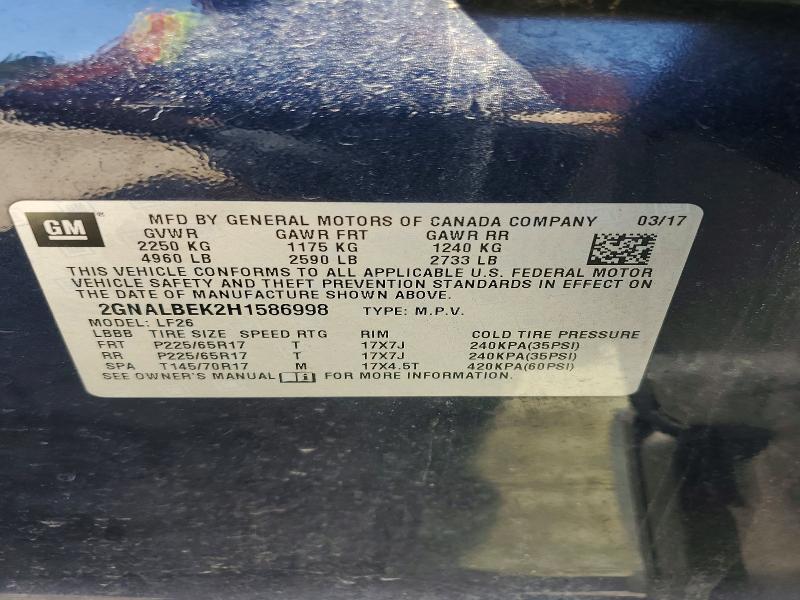 GM
MFD BY GENERAL MOTORS OF CANADA COMPANY 03/17
GVWR GAWR FRT GAWR RR
2250 KG 1175 KG 1240 KG
4960 LB 2590 LB 2733 LB
THIS VEHICLE CONFORMS TO ALL APPLICABLE U.S. FEDERAL MOTOR
VEHICLE SAFETY AND THEFT PREVENTION STANDARDS IN EFFECT ON
THE DATE OF MANUFACTURE SHOWN ABOVE.
2GNALBEK2H1586998 TYPE: M.P.V.
MODEL: LF26
LBBB TIRE SIZE SPEED RTG RIM COLD TIRE PRESSURE
FRT P225/65R17 T 17X7J 240KPA(35PSI)
RR P225/65R17 T 17X7J 240KPA(35PSI)
SPA T145/70R17 M 17X4.5T 420KPA(60PSI)
SEE OWNER'S MANUAL FOR MORE INFORMATION.